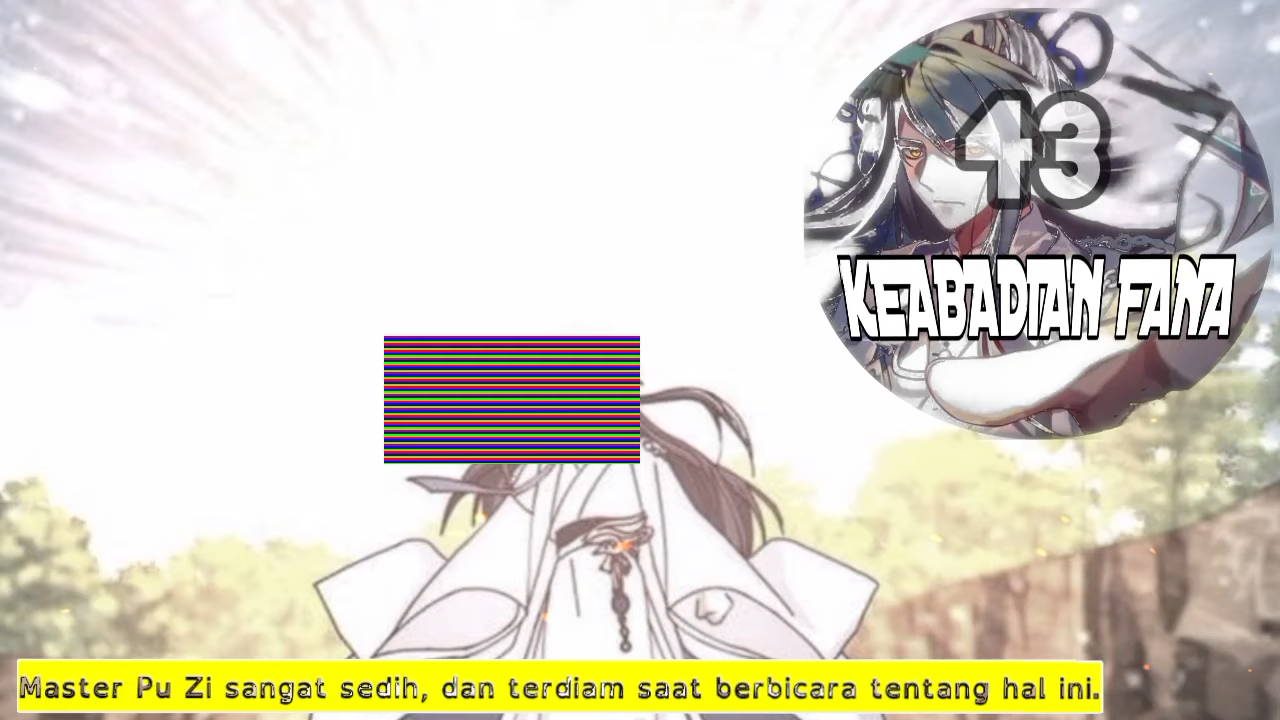 43
KEABADIAN FANA
Master Pu Zi sangat sedih, dan terdiam saat berbicara tentang hal ini.